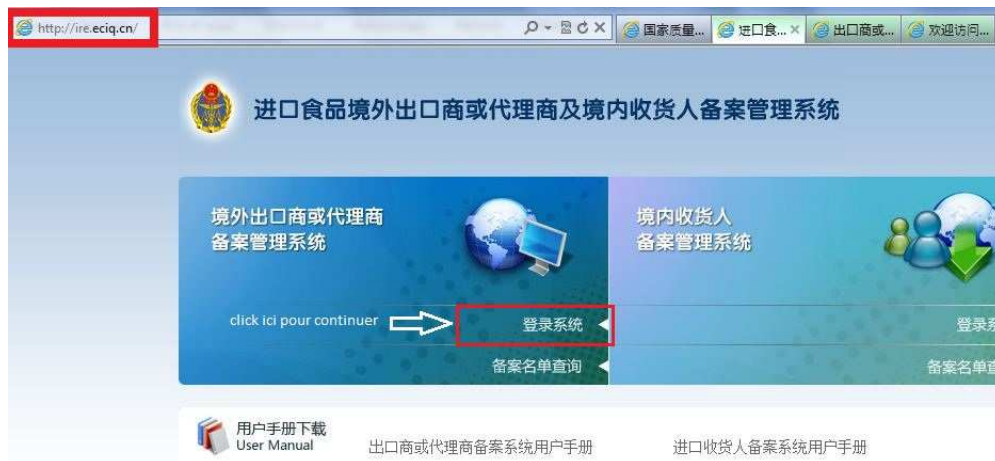 http://ire.eciq.cn/
国家质量...
进口食...
出口商或...
欢迎访问...
进口食品境外出口商或代理商及境内收货人备案管理系统
境外出口商或代理商
备案管理系统
境内收货人
备案管理系统
click ici pour continuer
登录系统
登录系
备案名单查询
备案名单查
用户手册下载
User Manual
出口商或代理商备案系统用户手册
进口收货人备案系统用户手册